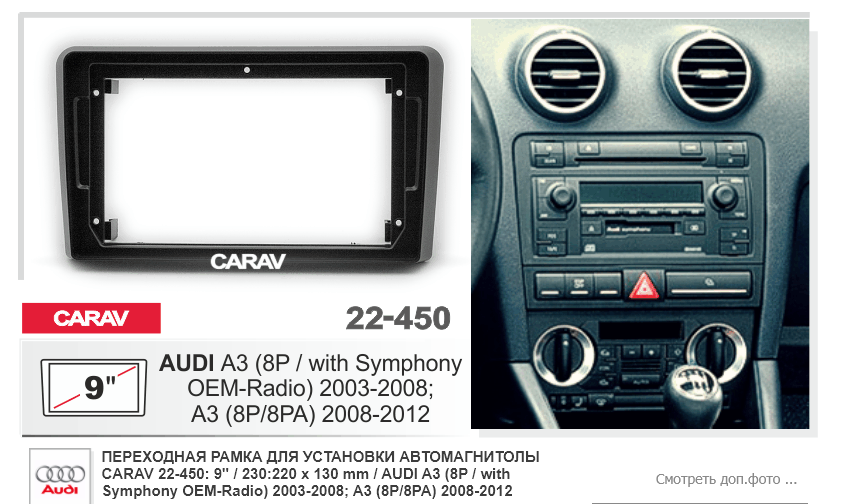 CARAV
CARAV
22-450
9"
AUDI A3 (8P / with Symphony
OEM-Radio) 2003-2008;
A3 (8P/8PA) 2008-2012
Audi
ПЕРЕХОДНАЯ РАМКА ДЛЯ УСТАНОВКИ АВТОМАГНИТОЛЫ
CARAV 22-450: 9" / 230:220 x 130 mm / AUDI A3 (8P / with
Symphony OEM-Radio) 2003-2008; A3 (8P/8PA) 2008-2012
Смотреть доп.фото ...
Audi symphony